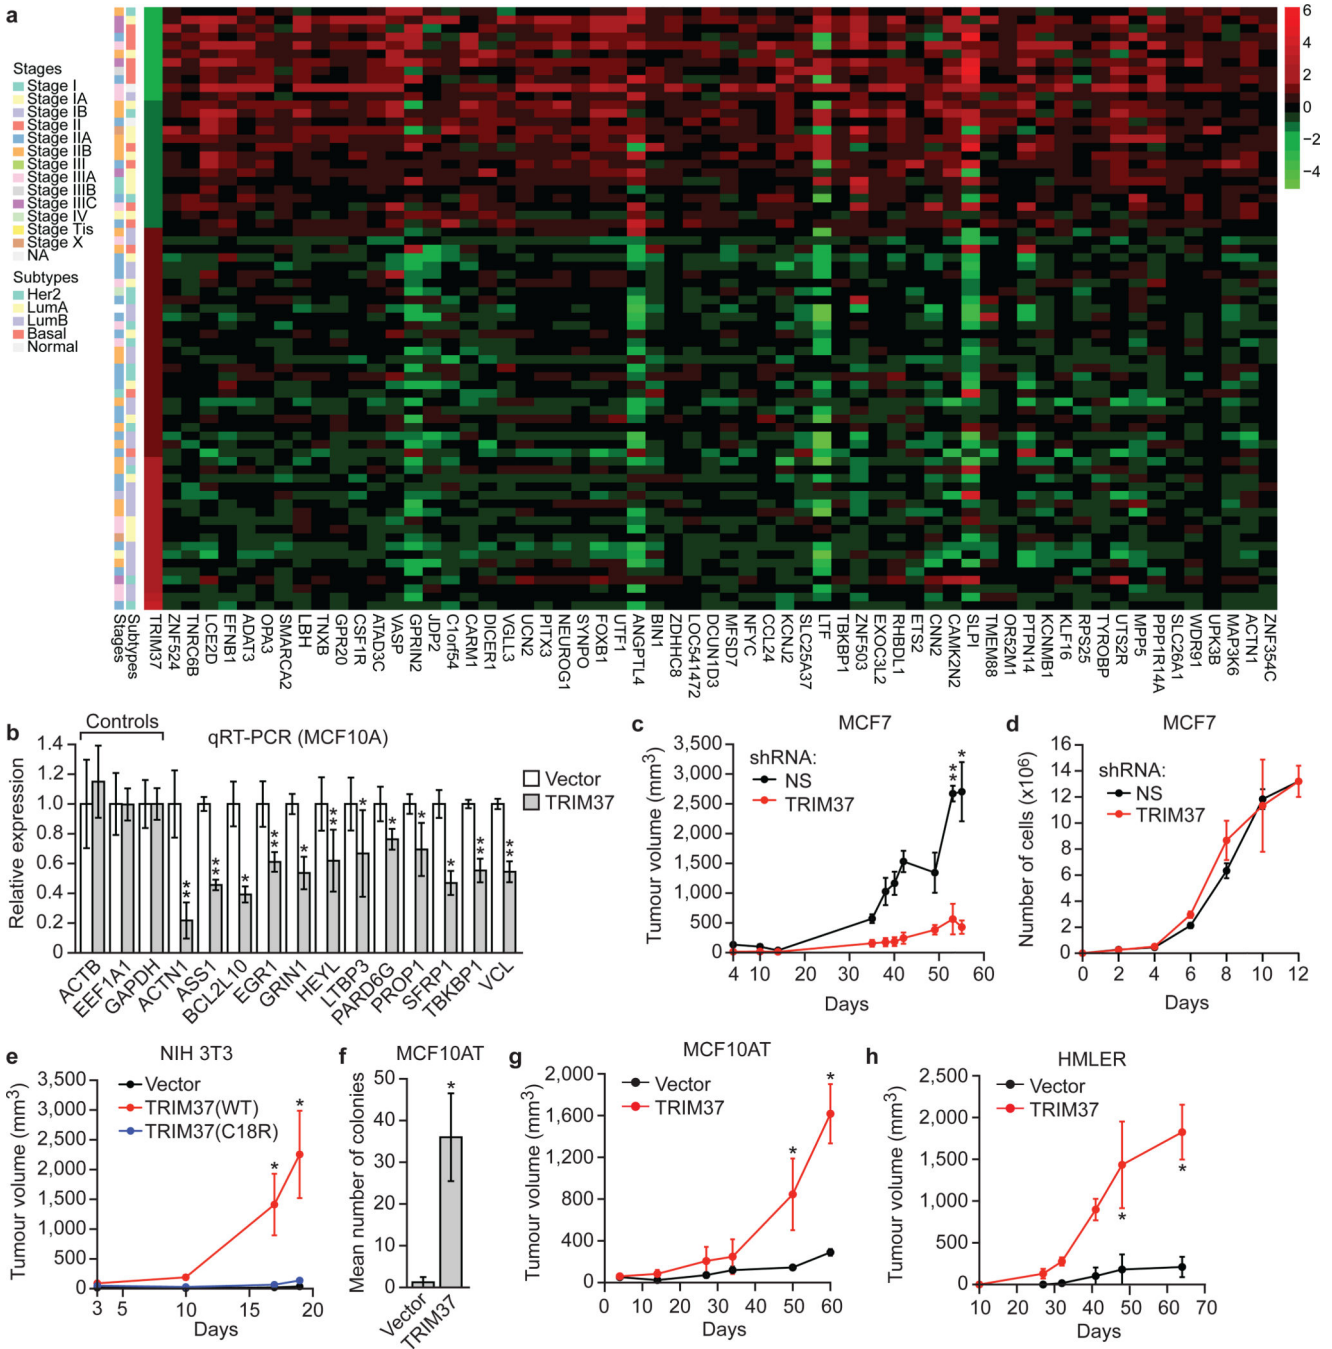 a
Stages
Stage I
Stage IA
Stage IB
Stage II
Stage IIA
Stage IIB
Stage III
Stage IIIA
Stage IIIB
Stage IIIC
Stage IV
Stage Tis
Stage X
NA
Subtypes
Her2
LumA
LumB
Basal
Normal
6
4
2
0
−2
−4
Stages
Subtypes
TRIM37
ZNF524
TNRC6B
LCE2D
EFNB1
ADAT3
OPA3
SMARCA2
LBH
TNXB
GPR20
CSF1R
ATAD3C
VASP
GPRIN2
JDP2
C1orf54
CARM1
DICER1
VGLL3
UCN2
PITX3
NEUROG1
SYNPO
FOXB1
UTF1
ANGPTL4
BIN1
ZDHHC8
LOC541472
DCUN1D3
MFSD7
NFYC
CCL24
KCNJ2
SLC25A37
LTF
TBKBP1
ZNF503
EXOC3L2
RHBDL1
ETS2
CNN2
CAMK2N2
SLPI
TMEM88
OR52M1
PTPN14
KCNMB1
KLF16
RPS25
TYROBP
UTS2R
MPP5
PPP1R14A
SLC26A1
WDR91
UPK3B
MAP3K6
ACTN1
ZNF354C
b
Controls
qRT-PCR (MCF10A)
Relative expression
1.4
1.2
1.0
0.8
0.6
0.4
0.2
0
Vector
TRIM37
**
**
*
**
*
**
*
**
*
*
**
**
ACTB
EEF1A1
GAPDH
ACTN1
ASS1
BCL2L10
EGR1
GRIN1
HEYL
LTBP3
PARD6G
PROP1
SFRP1
TBKBP1
VCL
c
MCF7
shRNA:
NS
TRIM37
**
*
Tumour volume (mm3)
3,500
3,000
2,500
2,000
1,500
1,000
500
0
4
10
20
30
40
50
60
Days
d
MCF7
shRNA:
NS
TRIM37
Number of cells (x10⁶)
16
14
12
10
8
6
4
2
0
0
2
4
6
8
10
12
Days
e
NIH 3T3
Vector
TRIM37(WT)
TRIM37(C18R)
*
*
Tumour volume (mm³)
3,500
3,000
2,500
2,000
1,500
1,000
500
0
3
5
10
15
20
Days
f
MCF10AT
*
Mean number of colonies
50
40
30
20
10
0
Vector
TRIM37
g
MCF10AT
Vector
TRIM37
*
*
Tumour volume (mm³)
2,000
1,600
1,200
800
400
0
0
10
20
30
40
50
60
Days
h
HMLER
Vector
TRIM37
*
*
Tumour volume (mm³)
2,500
2,000
1,500
1,000
500
0
10
20
30
40
50
60
70
Days